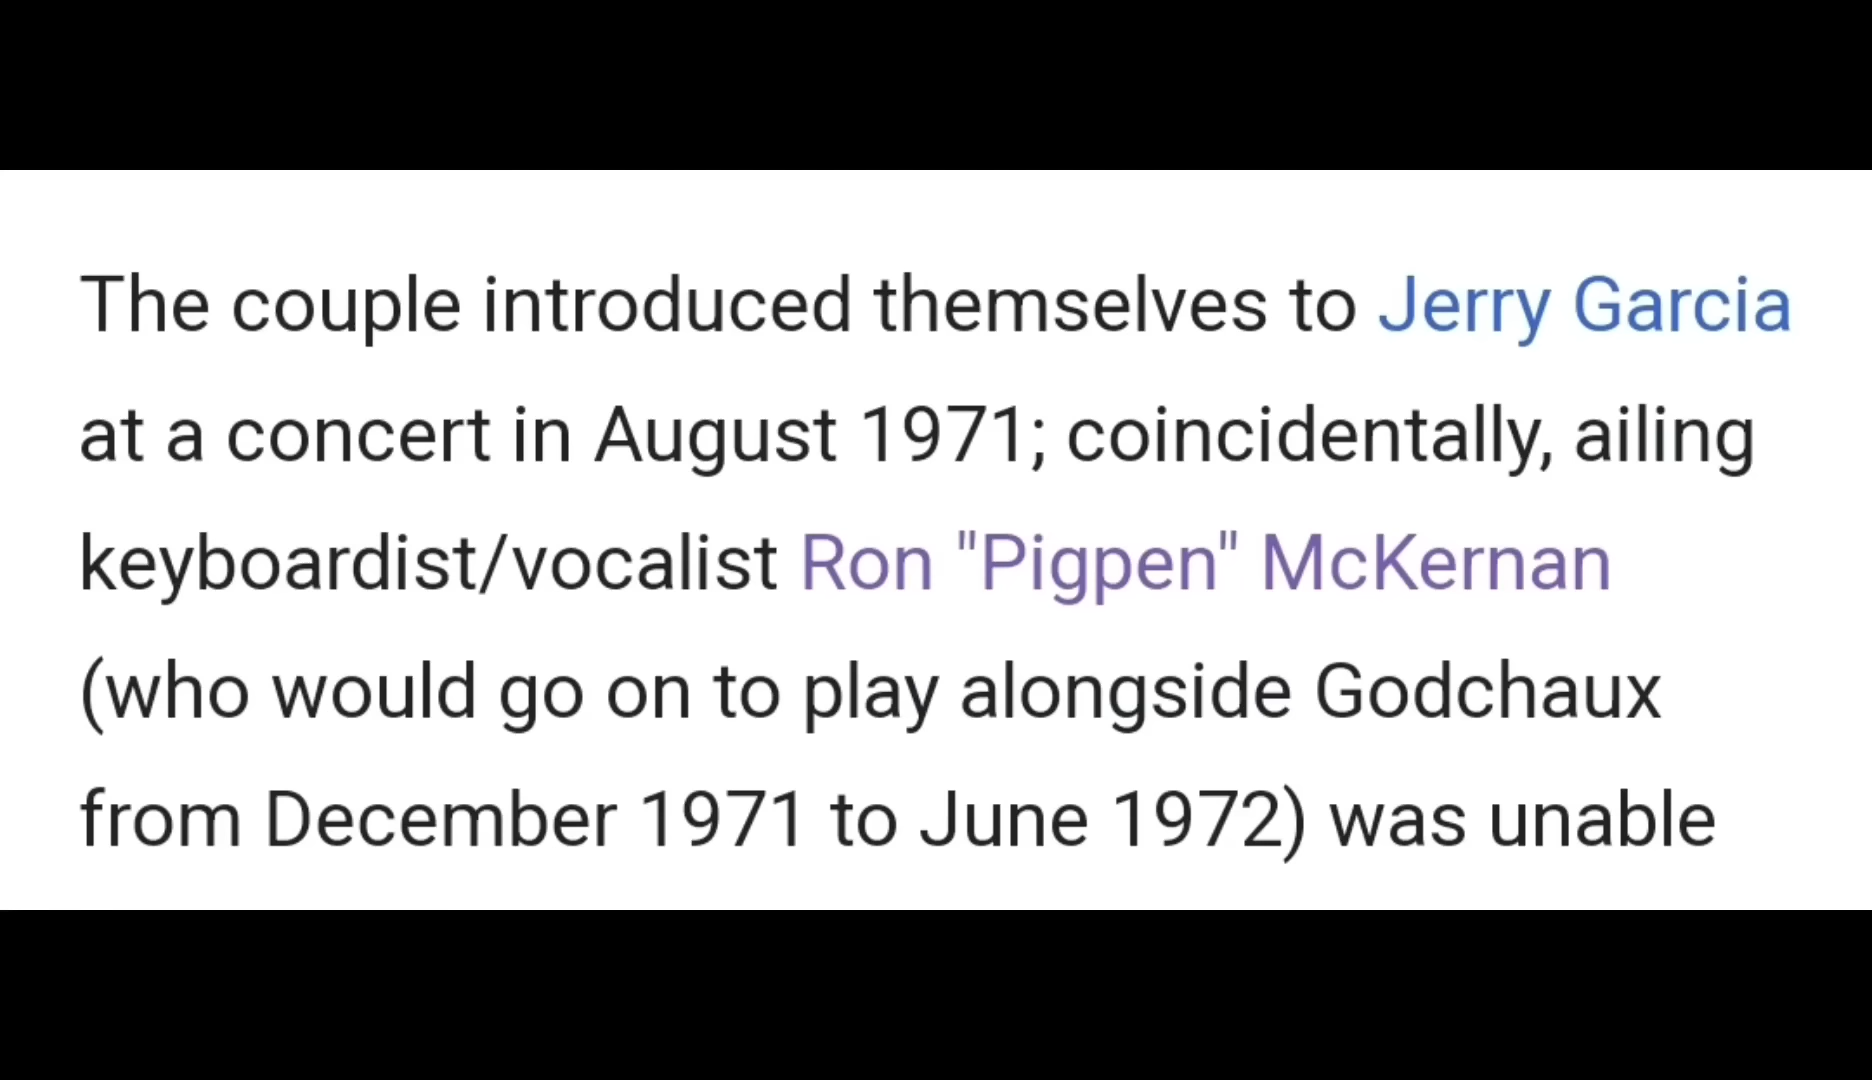 The couple introduced themselves to Jerry Garcia
at a concert in August 1971; coincidentally, ailing
keyboardist/vocalist Ron "Pigpen" McKernan
(who would go on to play alongside Godchaux
from December 1971 to June 1972) was unable